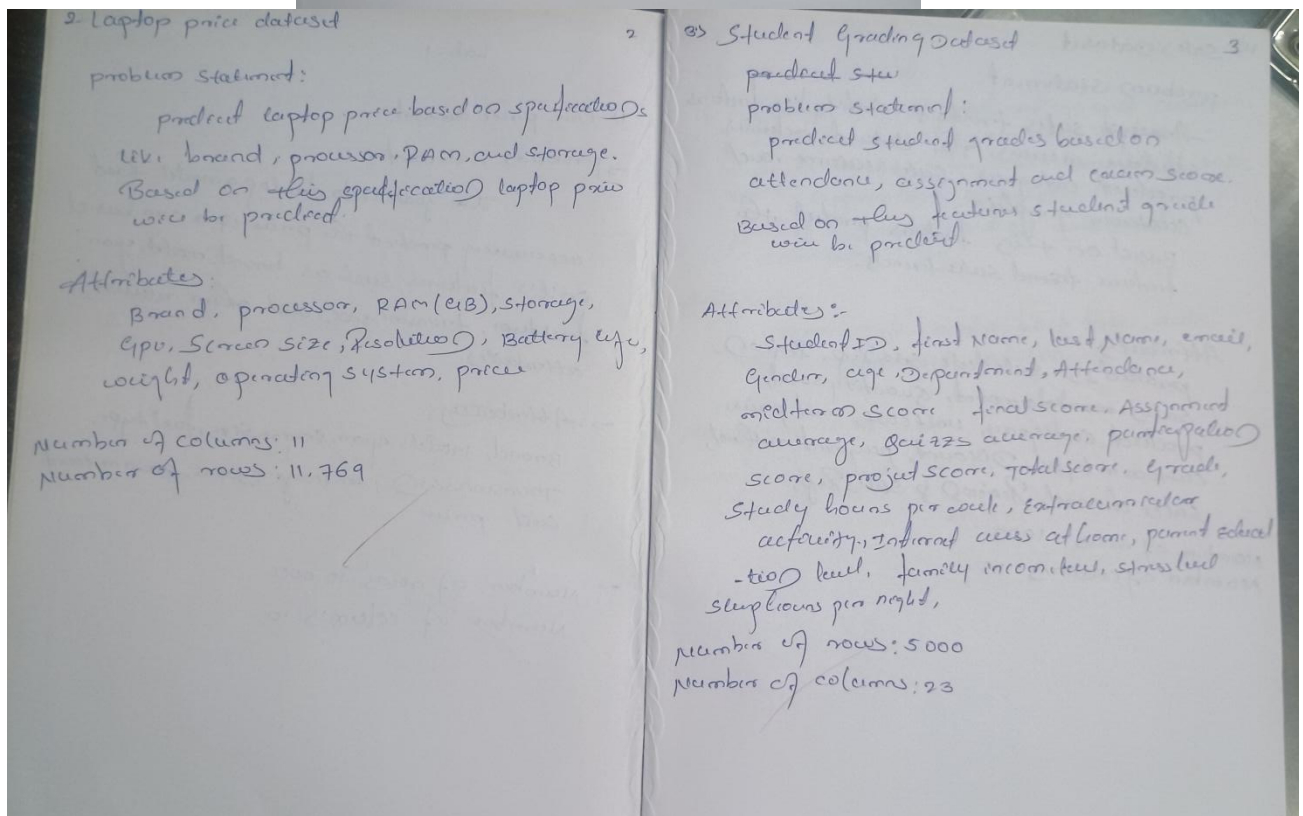 2. Laptop price dataset
2
problem statement:
predict laptop price based on specifications
like brand, processor, RAM, and storage.
Based on this specification laptop price
will be predicted.
Attributes:
Brand, processor, RAM(GB), storage,
GPU, Screen size, Resolution, Battery life,
weight, operating system, price
Number of columns: 11
Number of rows: 11,769
3) Student Grading Dataset
3
predict stu
problem statement:
predict student grades based on
attendance, assignment and exam score.
Based on this features student grade
will be predicted
Attributes:-
Student ID, first Name, last Name, email,
Gender, age, Department, Attendance,
midterm score final score, Assignment
average, Quizzs average, participation
score, project score, Total score, Grade,
Study hours per week, Extracurricular
activity, Internet access at home, parent educat
-tion level, family income level, stress level
sleep hours per night,
Number of rows: 5000
Number of columns: 23